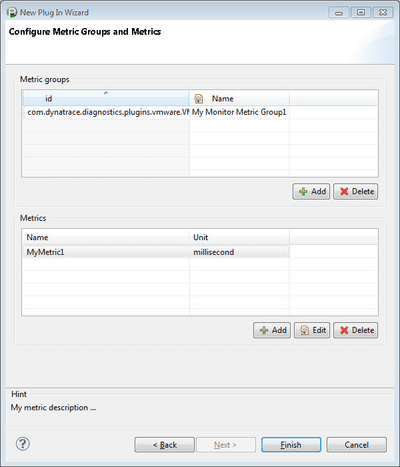 New Plug In Wizard
Configure Metric Groups and Metrics
Metric groups
id Name
com.dynatrace.diagnostics.plugins.vmware.VM My Monitor Metric Group1
Add Delete
Metrics
Name Unit
MyMetric1 millisecond
Add Edit Delete
Hint
My metric description ...
? < Back Next > Finish Cancel